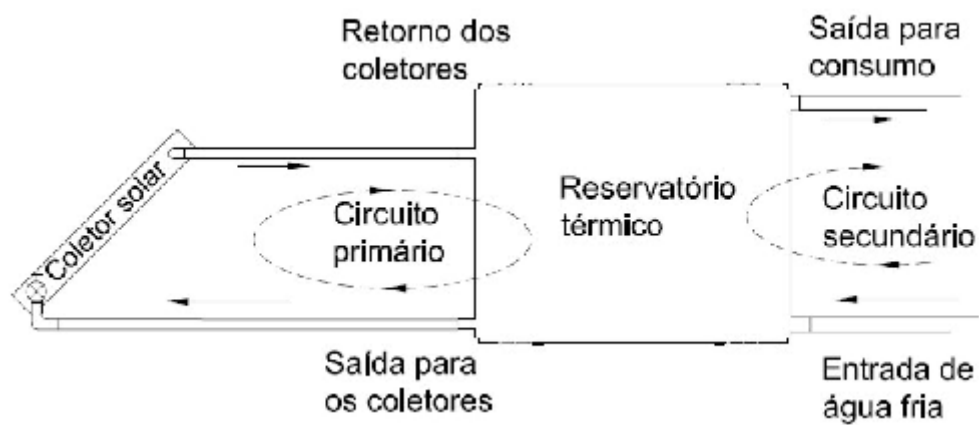 Retorno dos
coletores
Saída para
consumo
Coletor solar
Circuito
primário
Reservatório
térmico
Circuito
secundário
Saída para
os coletores
Entrada de
água fria